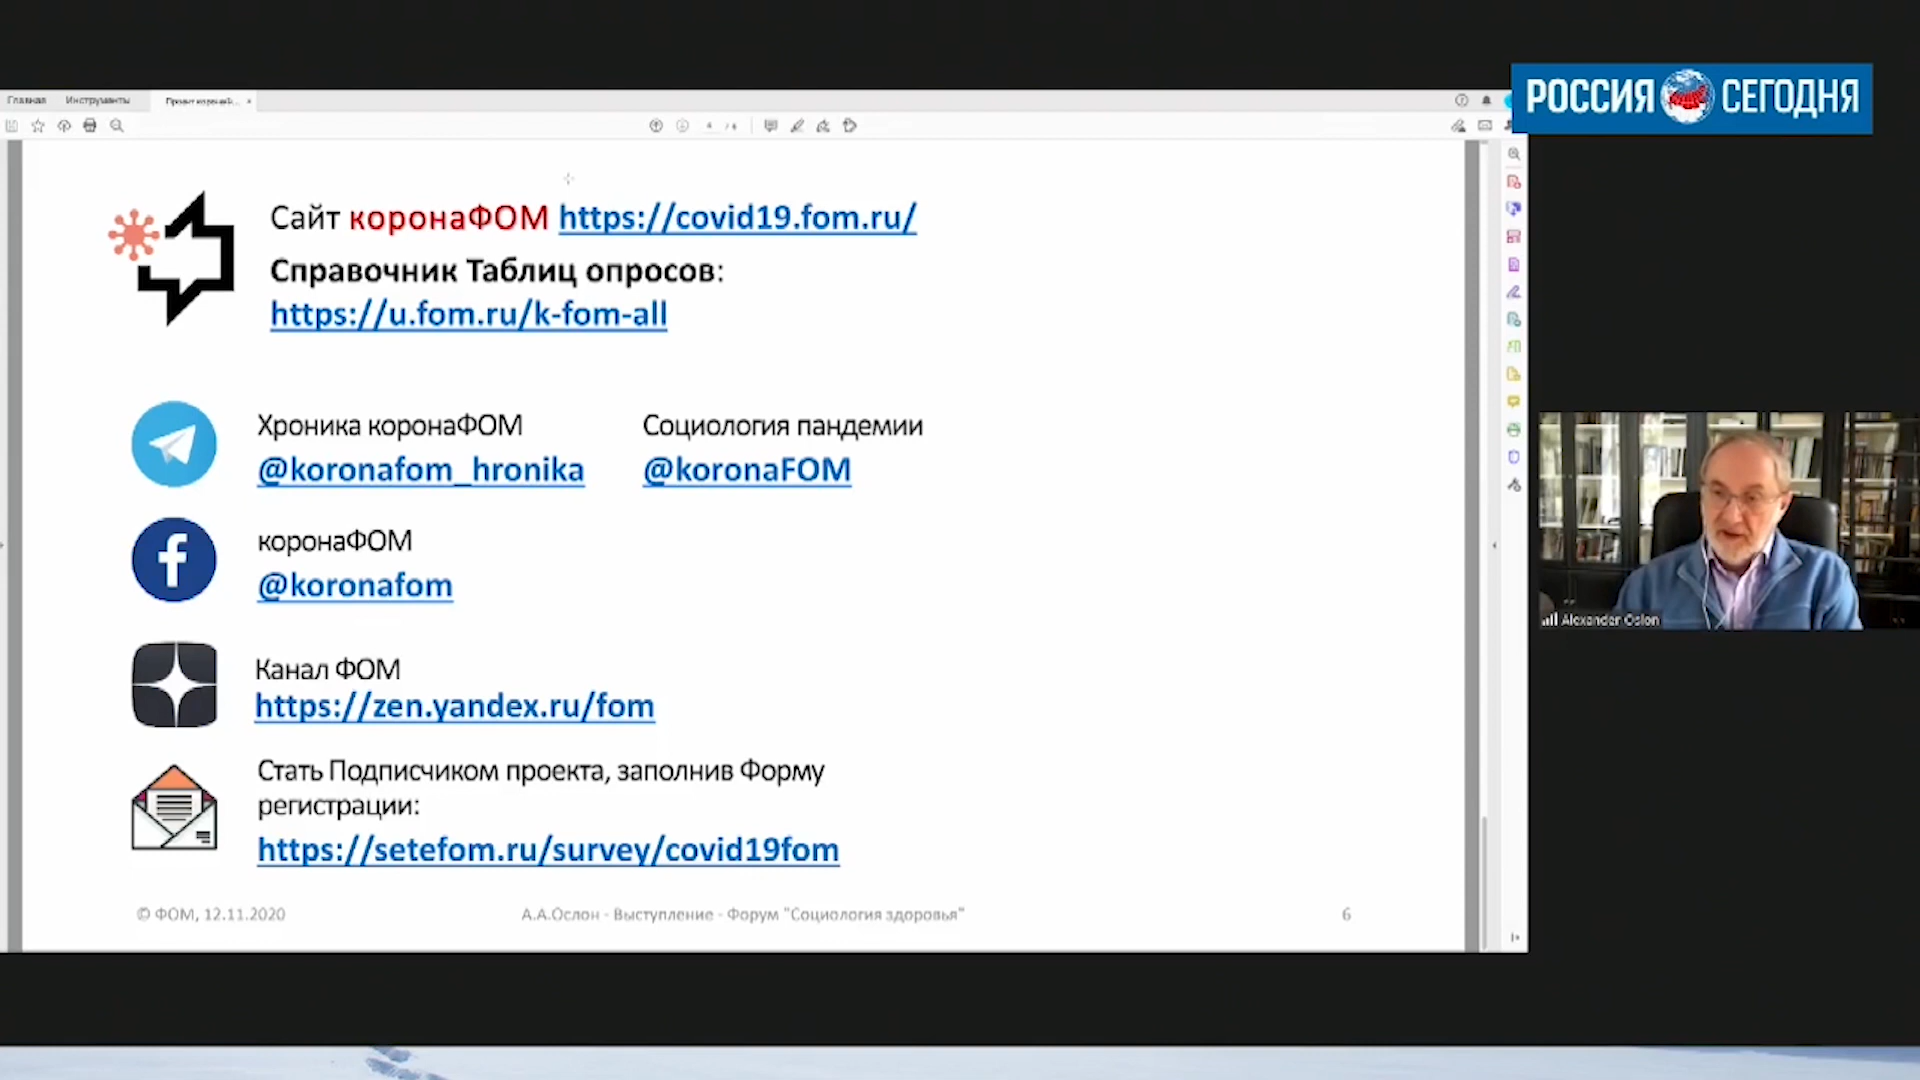 РОССИЯ СЕГОДНЯ
Главная Инструменты
Сайт коронаФОМ https://covid19.fom.ru/
Справочник Таблиц опросов:
https://u.fom.ru/k-fom-all
Хроника коронаФОМ Социология пандемии
@koronafom_hronika @koronaFOM
коронаФОМ
@koronafom
Канал ФОМ
https://zen.yandex.ru/fom
Стать Подписчиком проекта, заполнив Форму
регистрации:
https://setefom.ru/survey/covid19fom
Alexander Oslon
© ФОМ, 12.11.2020 А.А.Ослон - Выступление - Форум "Социология здоровья" 6